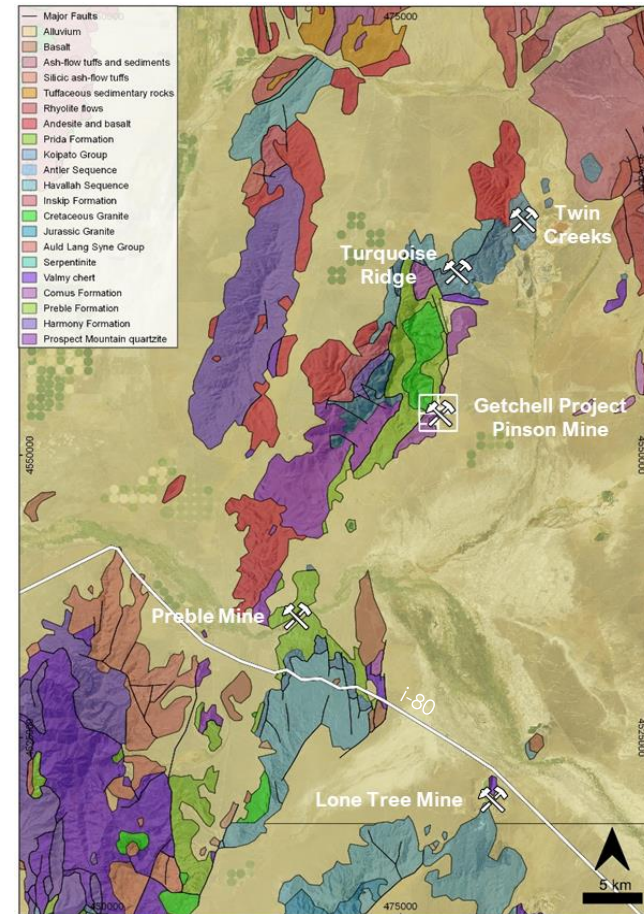 Major Faults
Alluvium
Basalt
Ash-flow tuffs and sediments
Silicic ash-flow tuffs
Tuffaceous sedimentary rocks
Rhyolite flows
Andesite and basalt
Prida Formation
Koipato Group
Antler Sequence
Havallah Sequence
Inskip Formation
Cretaceous Granite
Jurassic Granite
Auld Lang Syne Group
Serpentinite
Valmy chert
Comus Formation
Preble Formation
Harmony Formation
Prospect Mountain quartzite
475000
Twin
Creeks
Turquoise
Ridge
Getchell Project
Pinson Mine
4550000
4550000
Preble Mine
i-80
4525000
Lone Tree Mine
5 km
450000
475000